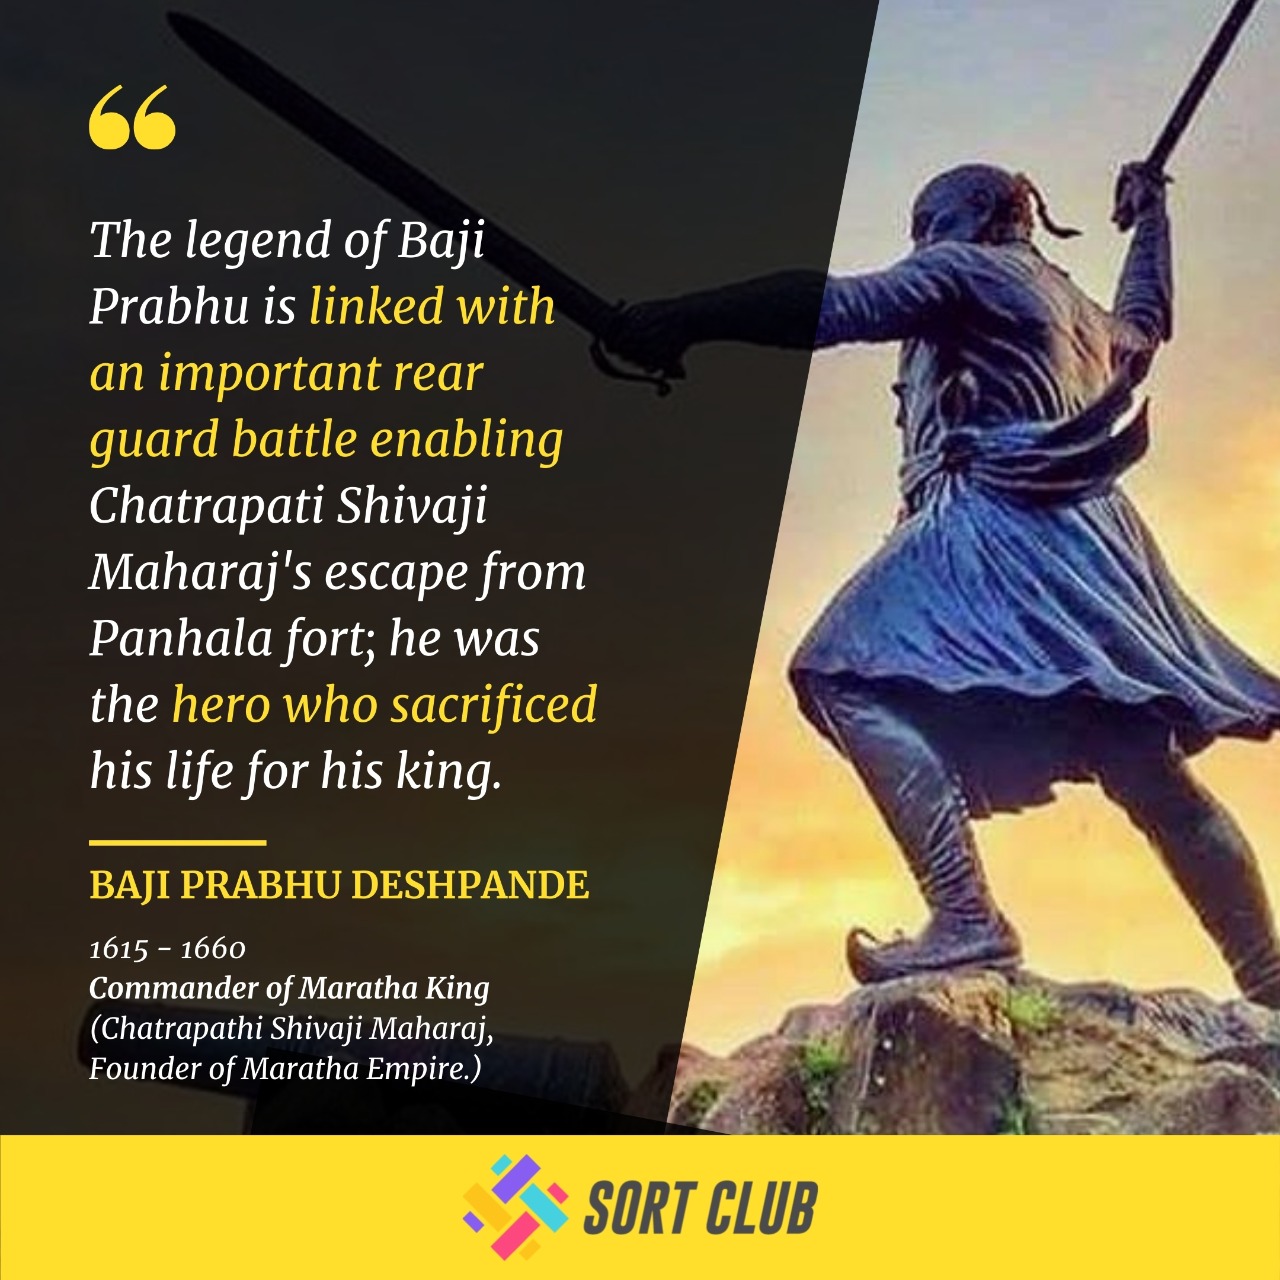 “
The legend of Baji
Prabhu is linked with
an important rear
guard battle enabling
Chatrapati Shivaji
Maharaj's escape from
Panhala fort; he was
the hero who sacrificed
his life for his king.
BAJI PRABHU DESHPANDE
1615 - 1660
Commander of Maratha King
(Chatrapathi Shivaji Maharaj,
Founder of Maratha Empire.)
SORT CLUB